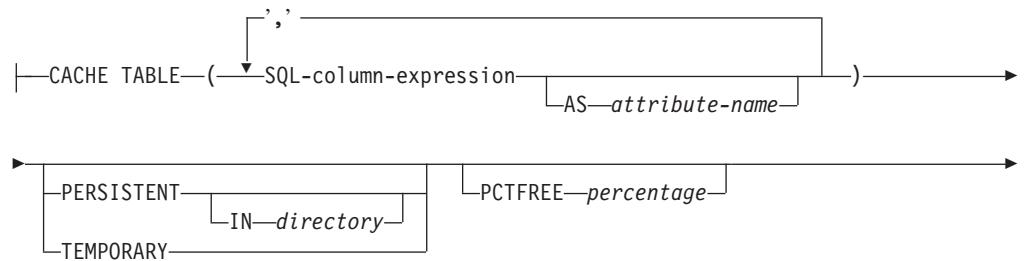 ','
CACHE TABLE ( SQL-column-expression )
AS attribute-name
PERSISTENT PCTFREE percentage
IN directory
TEMPORARY